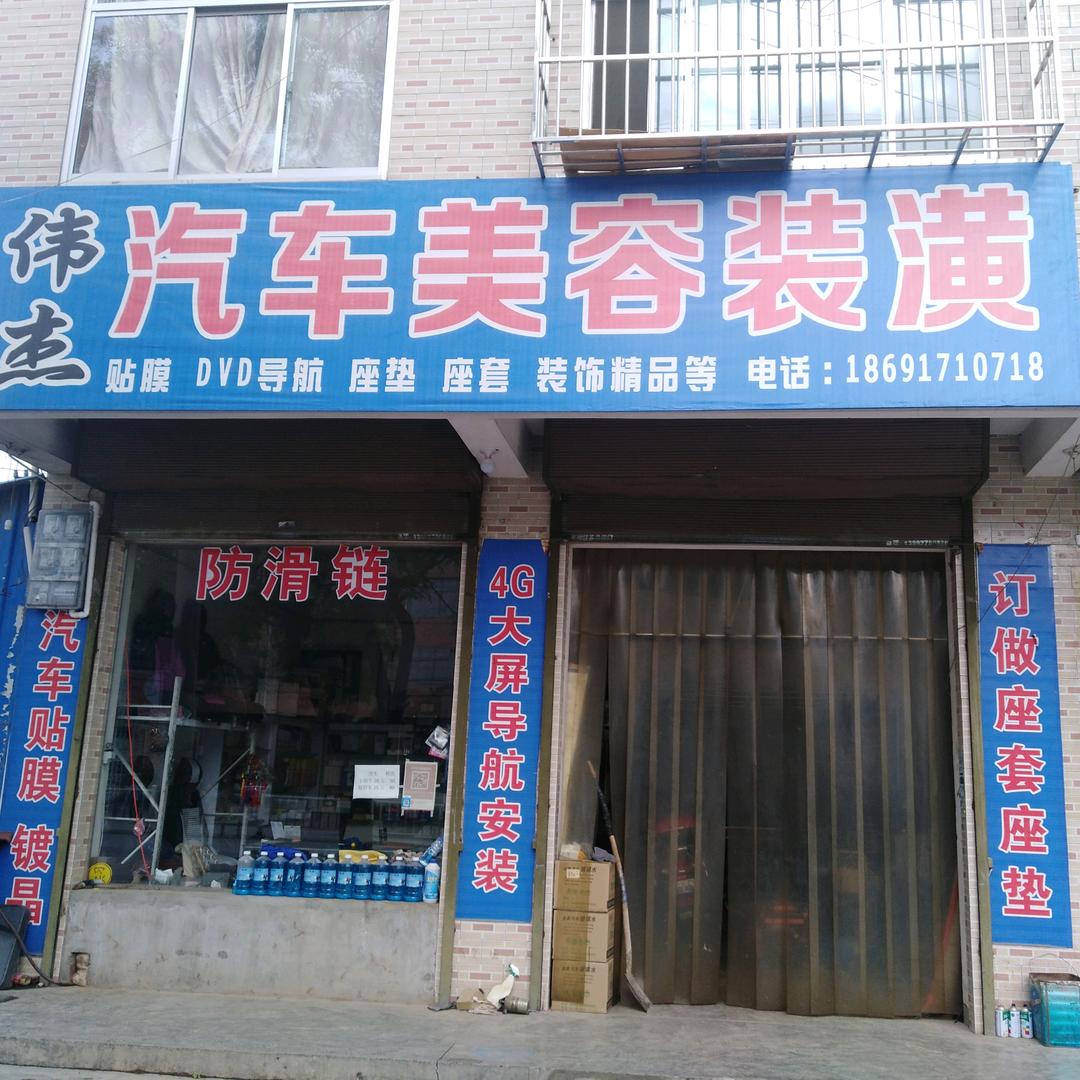 伟杰
汽车美容装潢
贴膜 DVD导航 座垫 座套 装饰精品等 电话：18691710718
防滑链
汽车贴膜 镀晶
4G大屏导航安装
订做座套座垫